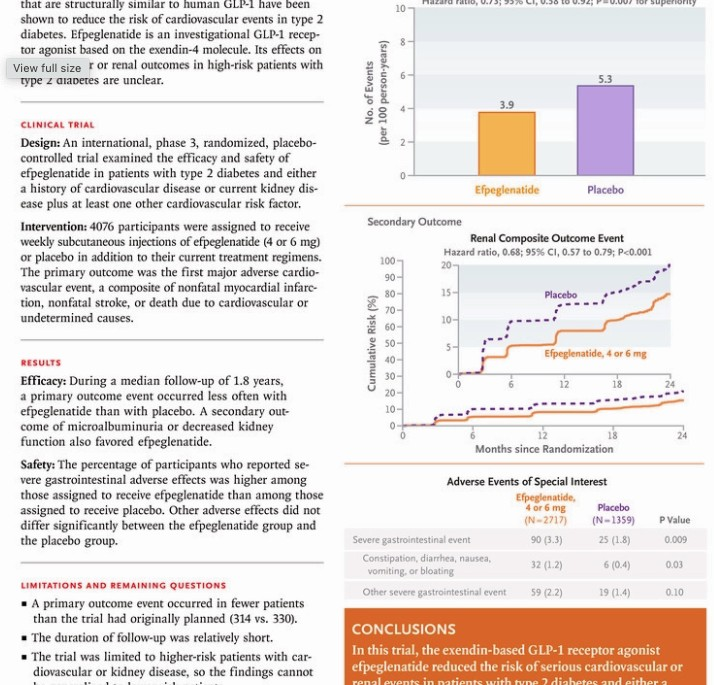 that are structurally similar to human GLP-1 have been
shown to reduce the risk of cardiovascular events in type 2
diabetes. Efpeglenatide is an investigational GLP-1 recep-
tor agonist based on the exendin-4 molecule. Its effects on
View full size
r or renal outcomes in high-risk patients with
type 2 diabetes are unclear.
CLINICAL TRIAL
Design: An international, phase 3, randomized, placebo-
controlled trial examined the efficacy and safety of
efpeglenatide in patients with type 2 diabetes and either
a history of cardiovascular disease or current kidney dis-
ease plus at least one other cardiovascular risk factor.
Intervention: 4076 participants were assigned to receive
weekly subcutaneous injections of efpeglenatide (4 or 6 mg)
or placebo in addition to their current treatment regimens.
The primary outcome was the first major adverse cardio-
vascular event, a composite of nonfatal myocardial infarc-
tion, nonfatal stroke, or death due to cardiovascular or
undetermined causes.
RESULTS
Efficacy: During a median follow-up of 1.8 years,
a primary outcome event occurred less often with
efpeglenatide than with placebo. A secondary out-
come of microalbuminuria or decreased kidney
function also favored efpeglenatide.
Safety: The percentage of participants who reported se-
vere gastrointestinal adverse effects was higher among
those assigned to receive efpeglenatide than among those
assigned to receive placebo. Other adverse effects did not
differ significantly between the efpeglenatide group and
the placebo group.
LIMITATIONS AND REMAINING QUESTIONS
▪ A primary outcome event occurred in fewer patients
than the trial had originally planned (314 vs. 330).
▪ The duration of follow-up was relatively short.
▪ The trial was limited to higher-risk patients with car-
diovascular or kidney disease, so the findings cannot
Hazard ratio, 0.73; 95% CI, 0.58 to 0.92; P=0.007 for superiority
No. of Events
(per 100 person-years)
10
8
6
4
2
0
3.9
5.3
Efpeglenatide
Placebo
Secondary Outcome
Renal Composite Outcome Event
Hazard ratio, 0.68; 95% CI, 0.57 to 0.79; P<0.001
Cumulative Risk (%)
100
90
80
70
60
50
40
30
20
10
0
20
15
10
5
0
Placebo
Efpeglenatide, 4 or 6 mg
0 6 12 18 24
0 6 12 18 24
Months since Randomization
Adverse Events of Special Interest
Efpeglenatide,
4 or 6 mg Placebo
(N=2717) (N=1359) P Value
Severe gastrointestinal event 90 (3.3) 25 (1.8) 0.009
Constipation, diarrhea, nausea,
vomiting, or bloating 32 (1.2) 6 (0.4) 0.03
Other severe gastrointestinal event 59 (2.2) 19 (1.4) 0.10
CONCLUSIONS
In this trial, the exendin-based GLP-1 receptor agonist
efpeglenatide reduced the risk of serious cardiovascular or
renal events in patients with type 2 diabetes and either a